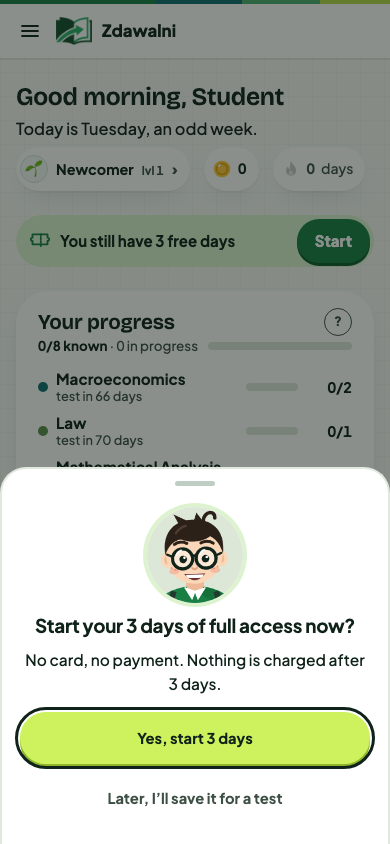 Zdawalni
Good morning, Student
Today is Tuesday, an odd week.
Newcomer lvl 1 ›
0
0 days
You still have 3 free days
Start
Your progress
?
0/8 known · 0 in progress
Macroeconomics
0/2
test in 66 days
Law
0/1
test in 70 days
Mathematical Analysis
Start your 3 days of full access now?
No card, no payment. Nothing is charged after
3 days.
Yes, start 3 days
Later, I’ll save it for a test